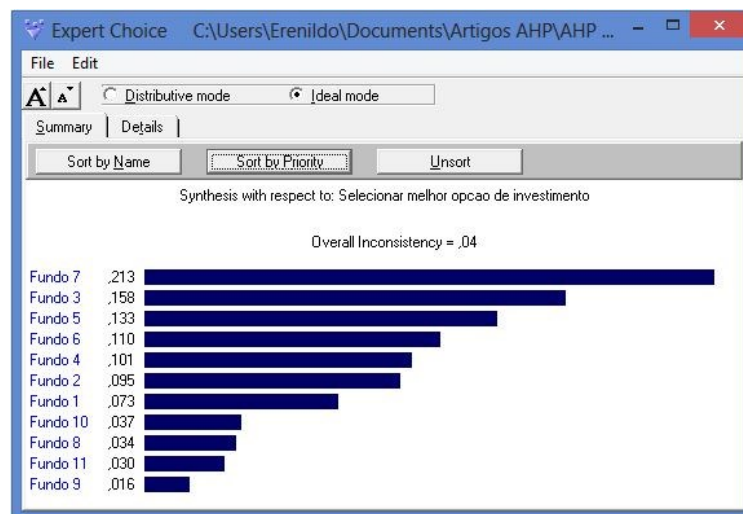 Expert Choice C:\Users\Erenildo\Documents\Artigos AHP\AHP ...
File Edit
A A Distributive mode Ideal mode
Summary Details
Sort by Name Sort by Priority Unsort
Synthesis with respect to: Selecionar melhor opcao de investimento
Overall Inconsistency = ,04
Fundo 7 ,213
Fundo 3 ,158
Fundo 5 ,133
Fundo 6 ,110
Fundo 4 ,101
Fundo 2 ,095
Fundo 1 ,073
Fundo 10 ,037
Fundo 8 ,034
Fundo 11 ,030
Fundo 9 ,016